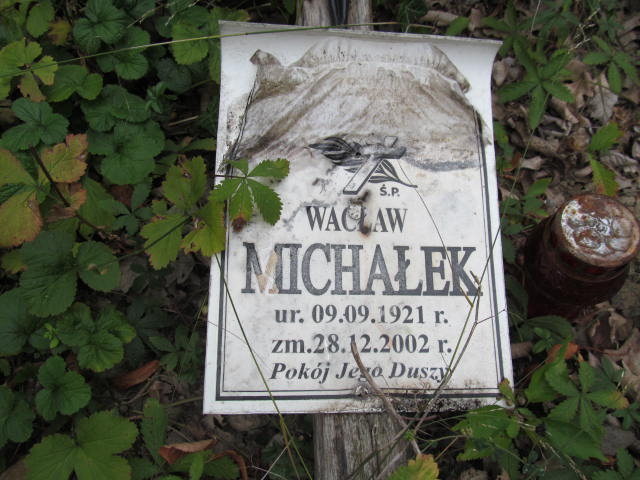 Ś.P.
WACŁAW
MICHAŁEK
ur. 09.09.1921 r.
zm.28.12.2002 r.
Pokój Jego Duszy